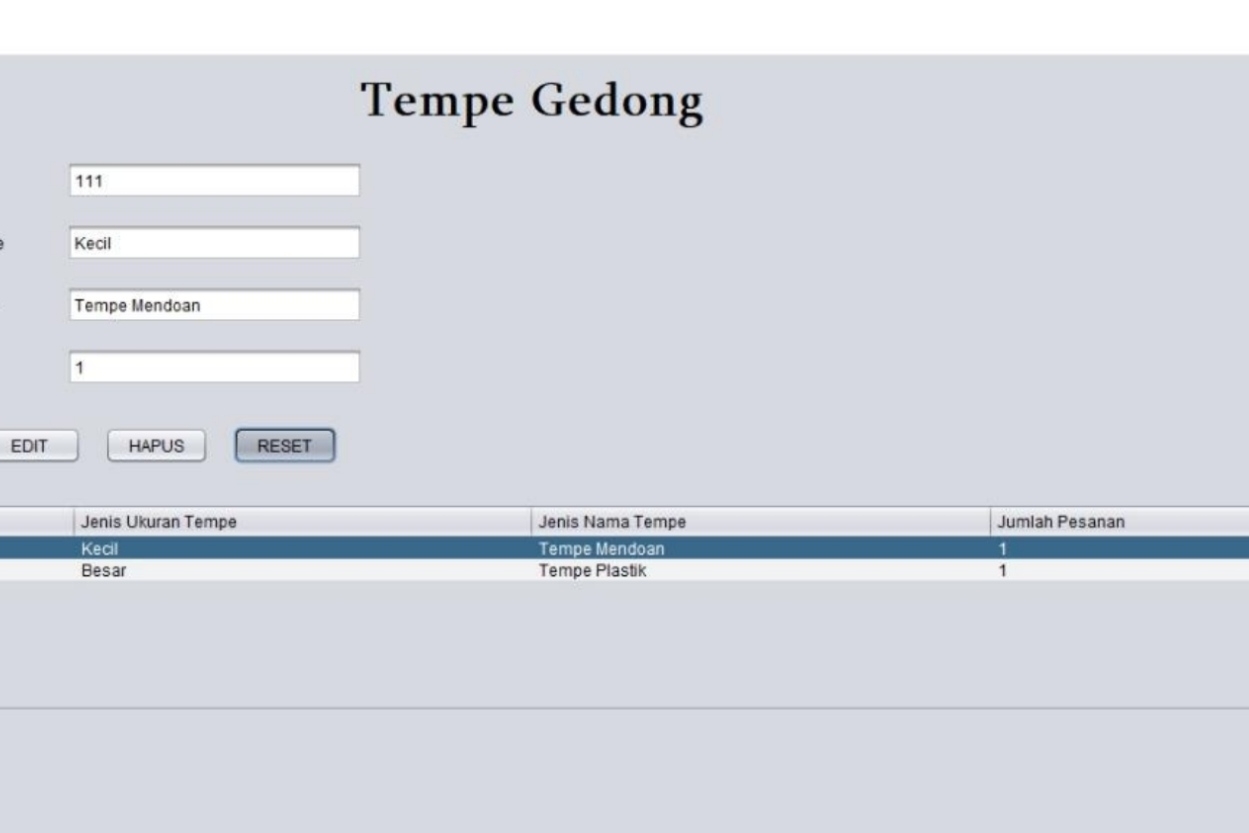 Tempe Gedong
111
Kecil
Tempe Mendoan
1
EDIT HAPUS RESET
Jenis Ukuran Tempe Jenis Nama Tempe Jumlah Pesanan
Kecil Tempe Mendoan 1
Besar Tempe Plastik 1